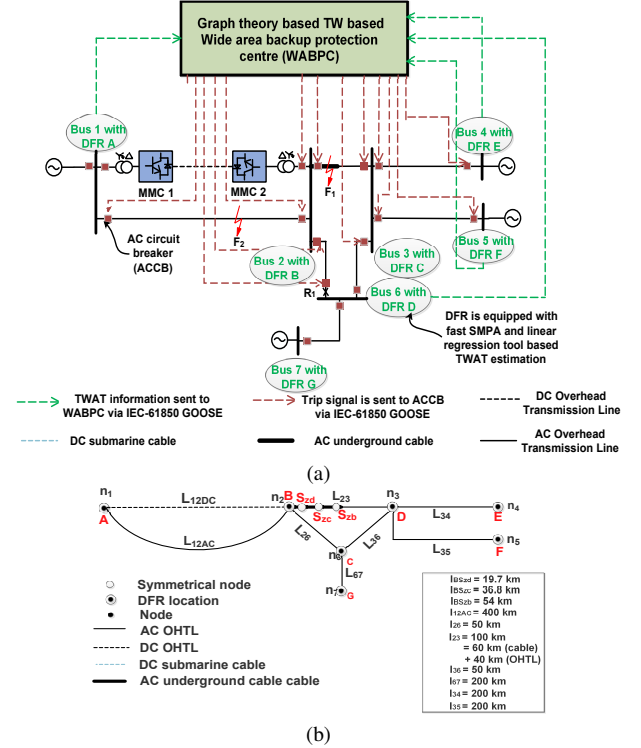 Graph theory based TW based
Wide area backup protection
centre (WABPC)
Bus 1 with
DFR A
Bus 4 with
DFR E
MMC 1
MMC 2
F1
F2
AC circuit
breaker
(ACCB)
Bus 2 with
DFR B
Bus 3 with
DFR C
Bus 5 with
DFR F
R1
Bus 6 with
DFR D
DFR is equipped with
fast SMPA and linear
regression tool based
TWAT estimation
Bus 7 with
DFR G
TWAT information sent to
WABPC via IEC-61850 GOOSE
Trip signal is sent to ACCB
via IEC-61850 GOOSE
DC Overhead
Transmission Line
DC submarine cable
AC underground cable
AC Overhead
Transmission Line
(a)
n1
A
L12DC
n2
B
Szd
Szc
Szb
L23
n3
D
L34
E
n4
L12AC
L26
L36
L35
F
n5
n6
C
L67
n7
G
Symmetrical node
DFR location
Node
AC OHTL
DC OHTL
DC submarine cable
AC underground cable cable
lBSzd = 19.7 km
lBSzc = 36.8 km
lBSzb = 54 km
l12AC = 400 km
l26 = 50 km
l23 = 100 km
= 60 km (cable)
+ 40 km (OHTL)
l36 = 50 km
l67 = 200 km
l34 = 200 km
l35 = 200 km
(b)